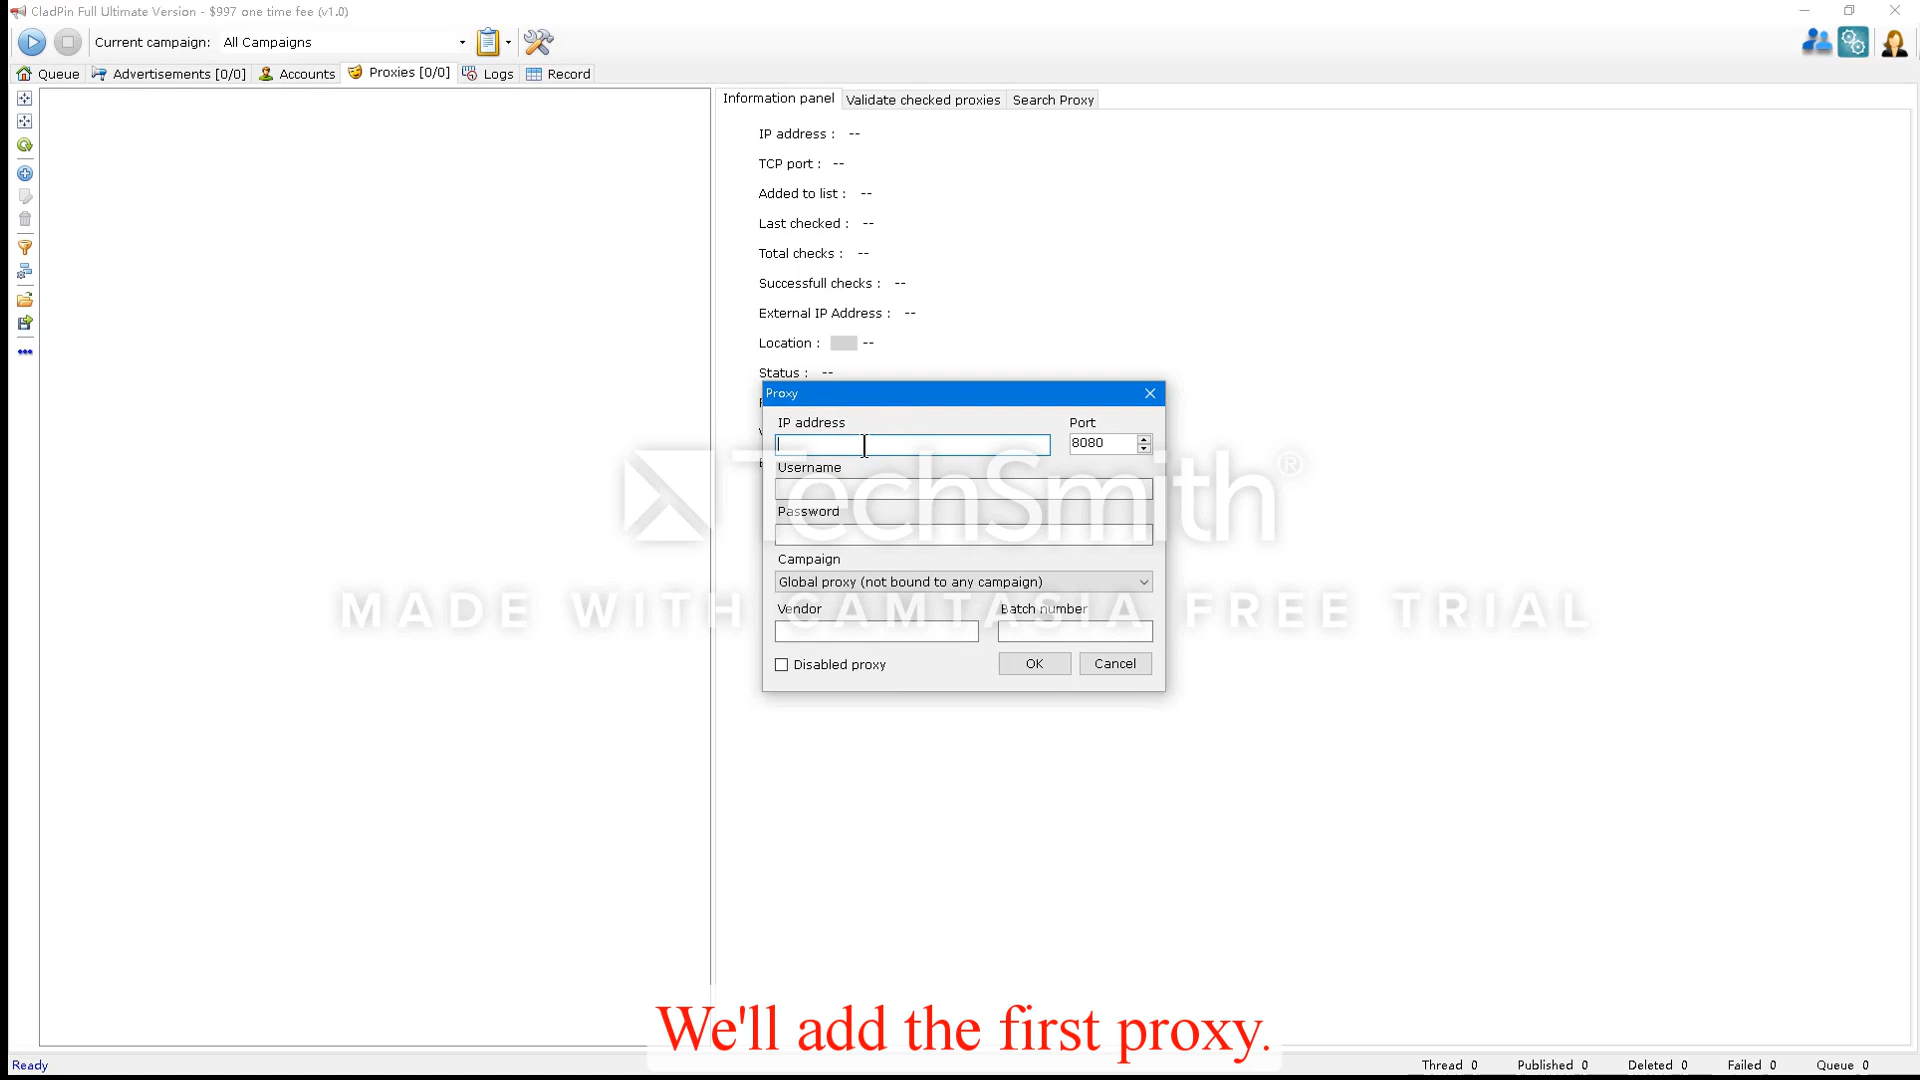 CladPin Full Ultimate Version - $997 one time fee (v1.0)
Current campaign: All Campaigns
Queue Advertisements [0/0] Accounts Proxies [0/0] Logs Record
Information panel Validate checked proxies Search Proxy
IP address : --
TCP port : --
Added to list : --
Last checked : --
Total checks : --
Successfull checks : --
External IP Address : --
Location : --
Status : --
Proxy
IP address Port
8080
Username
Password
Campaign
Global proxy (not bound to any campaign)
Vendor Batch number
Disabled proxy OK Cancel
TechSmith®
MADE WITH CAMTASIA FREE TRIAL
We'll add the first proxy.
Ready Thread 0 Published 0 Deleted 0 Failed 0 Queue 0